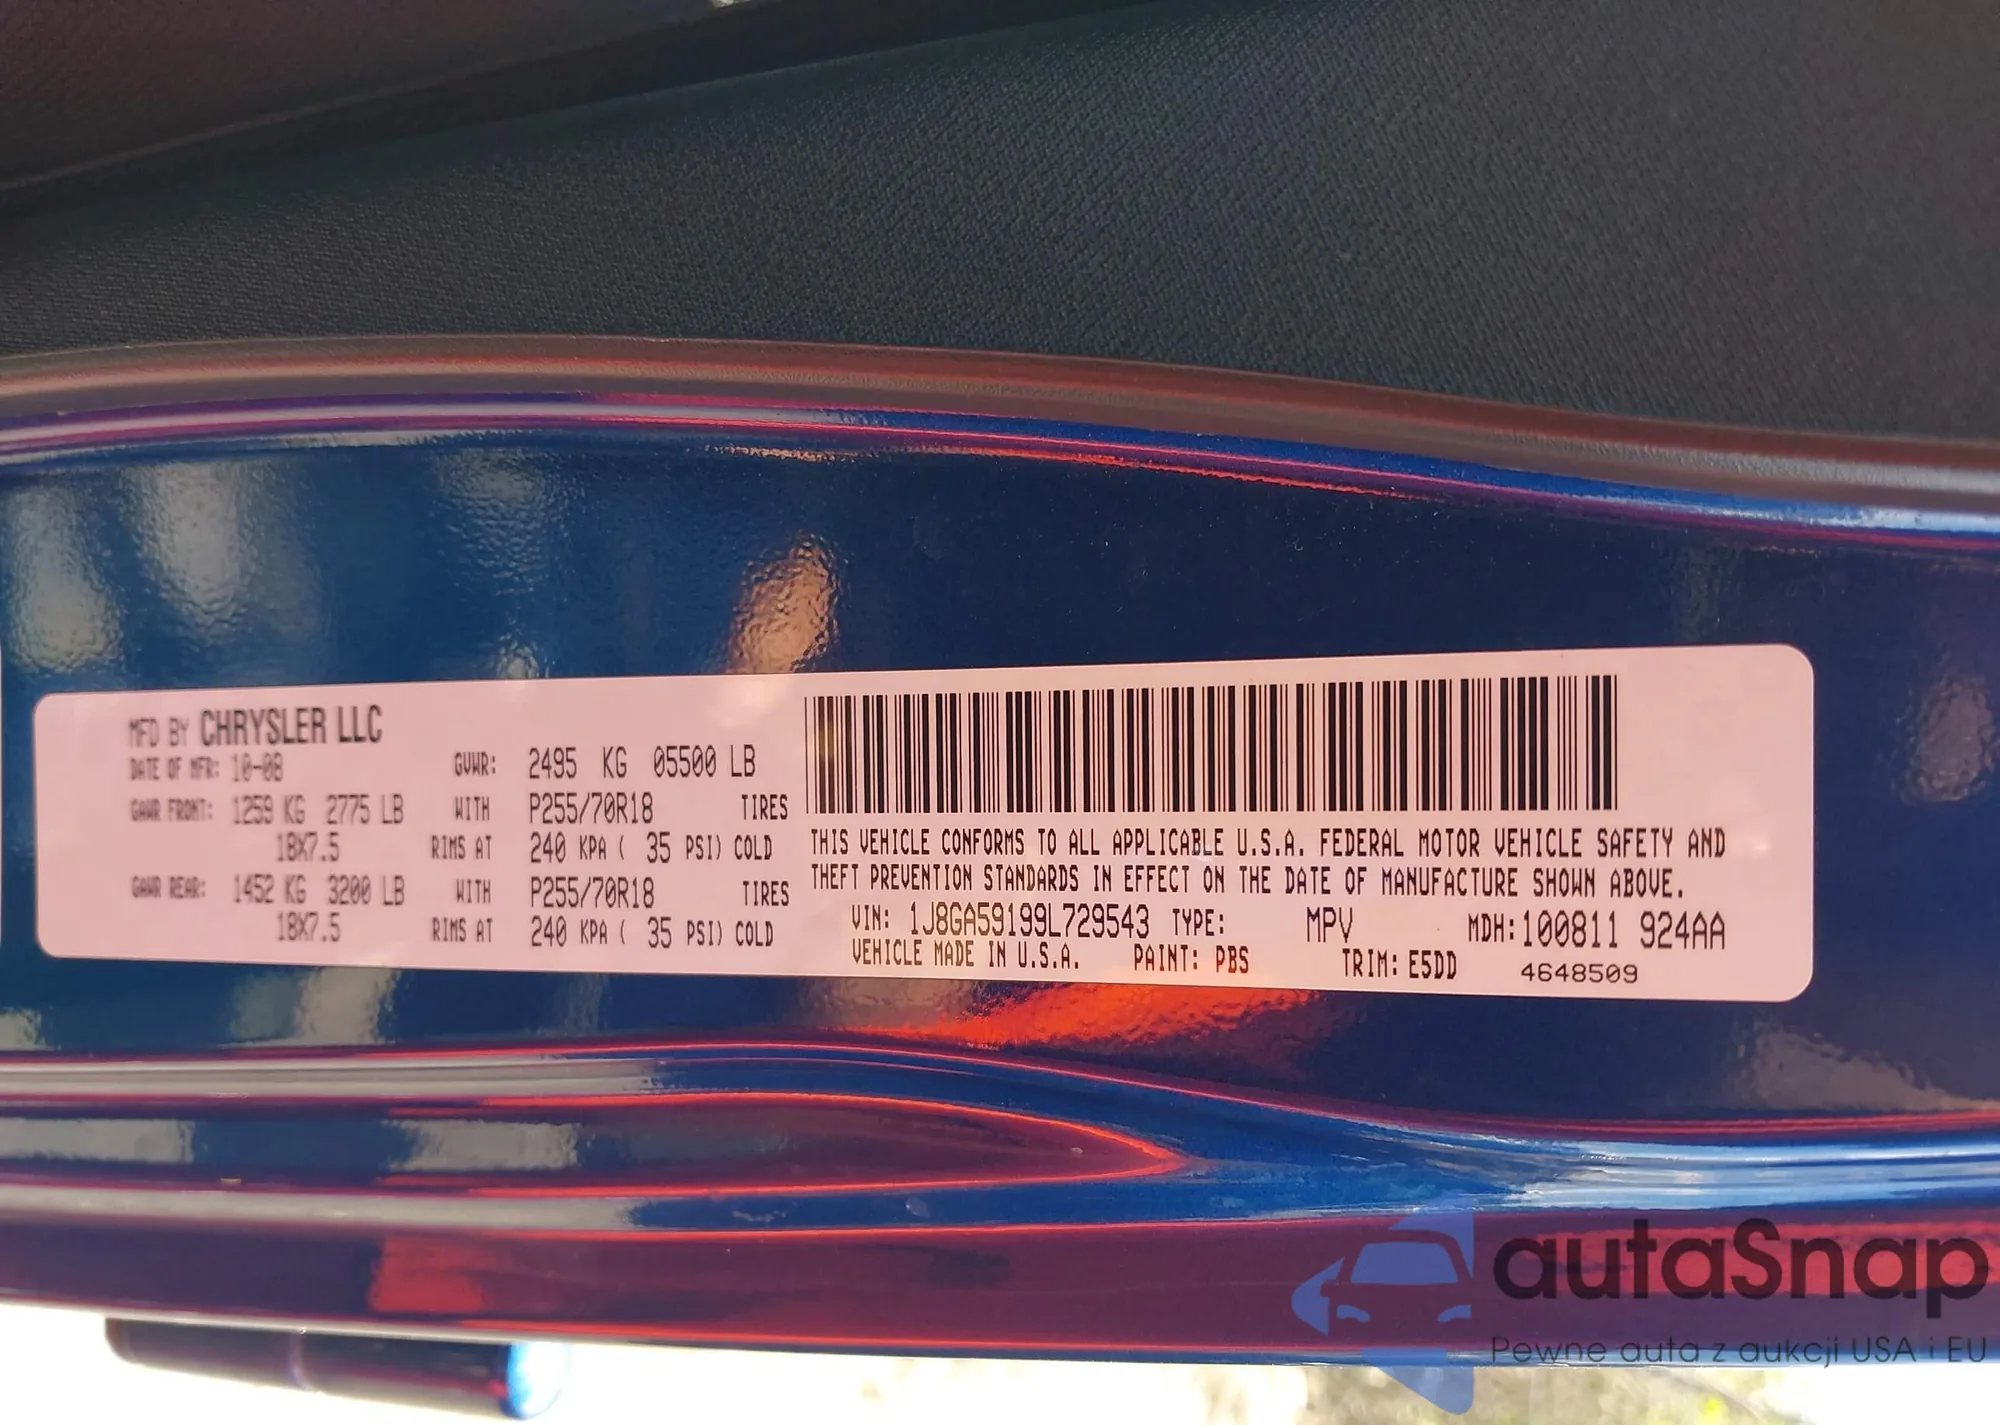 MFD BY CHRYSLER LLC
DATE OF MFR: 10-08 GVWR: 2495 KG 05500 LB
GAWR FRONT: 1259 KG 2775 LB WITH P255/70R18 TIRES
18X7.5 RIMS AT 240 KPA ( 35 PSI) COLD
GAWR REAR: 1452 KG 3200 LB WITH P255/70R18 TIRES
18X7.5 RIMS AT 240 KPA ( 35 PSI) COLD
THIS VEHICLE CONFORMS TO ALL APPLICABLE U.S.A. FEDERAL MOTOR VEHICLE SAFETY AND
THEFT PREVENTION STANDARDS IN EFFECT ON THE DATE OF MANUFACTURE SHOWN ABOVE.
VIN: 1J8GA59199L729543 TYPE: MPV MDH:100811 924AA
VEHICLE MADE IN U.S.A. PAINT: PBS TRIM: E5DD 4648509
autaSnap
Pewne auta z aukcji USA i EU